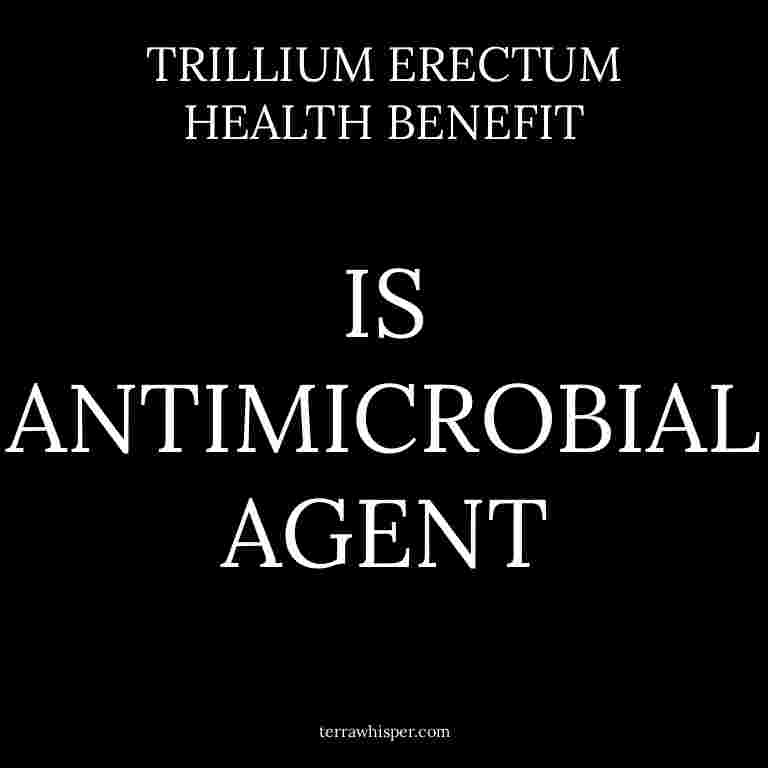 TRILLIUM ERECTUM
HEALTH BENEFIT
IS
ANTIMICROBIAL
AGENT
terrawhisper.com